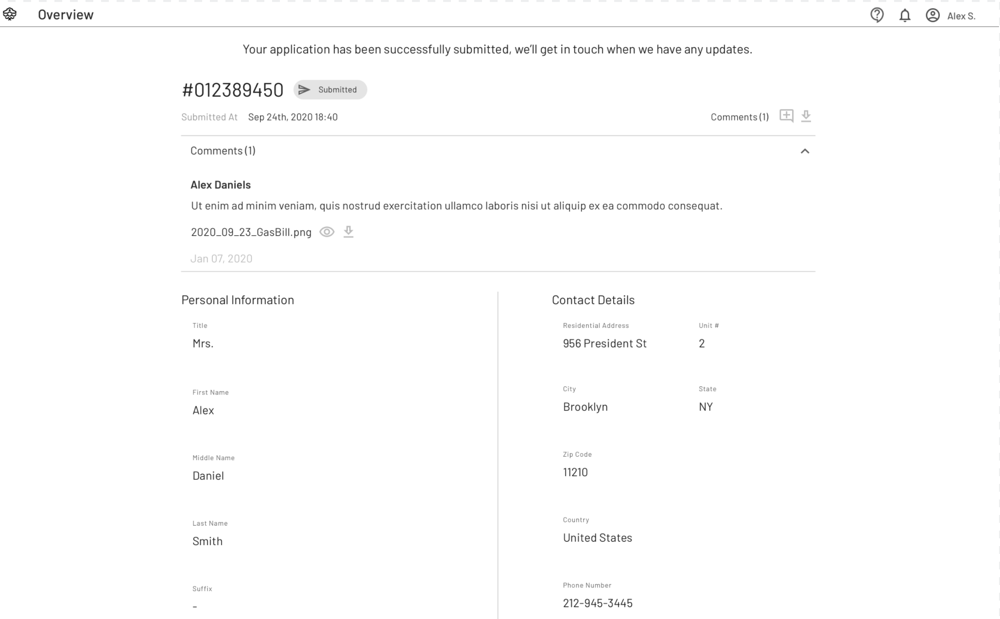 Overview
Alex S.
Your application has been successfully submitted, we'll get in touch when we have any updates.
#012389450
Submitted
Submitted At Sep 24th, 2020 18:40
Comments (1)
Comments (1)
Alex Daniels
Ut enim ad minim veniam, quis nostrud exercitation ullamco laboris nisi ut aliquip ex ea commodo consequat.
2020_09_23_GasBill.png
Jan 07, 2020
Personal Information
Title
Mrs.
First Name
Alex
Middle Name
Daniel
Last Name
Smith
Suffix
-
Contact Details
Residential Address Unit #
956 President St 2
City State
Brooklyn NY
Zip Code
11210
Country
United States
Phone Number
212-945-3445